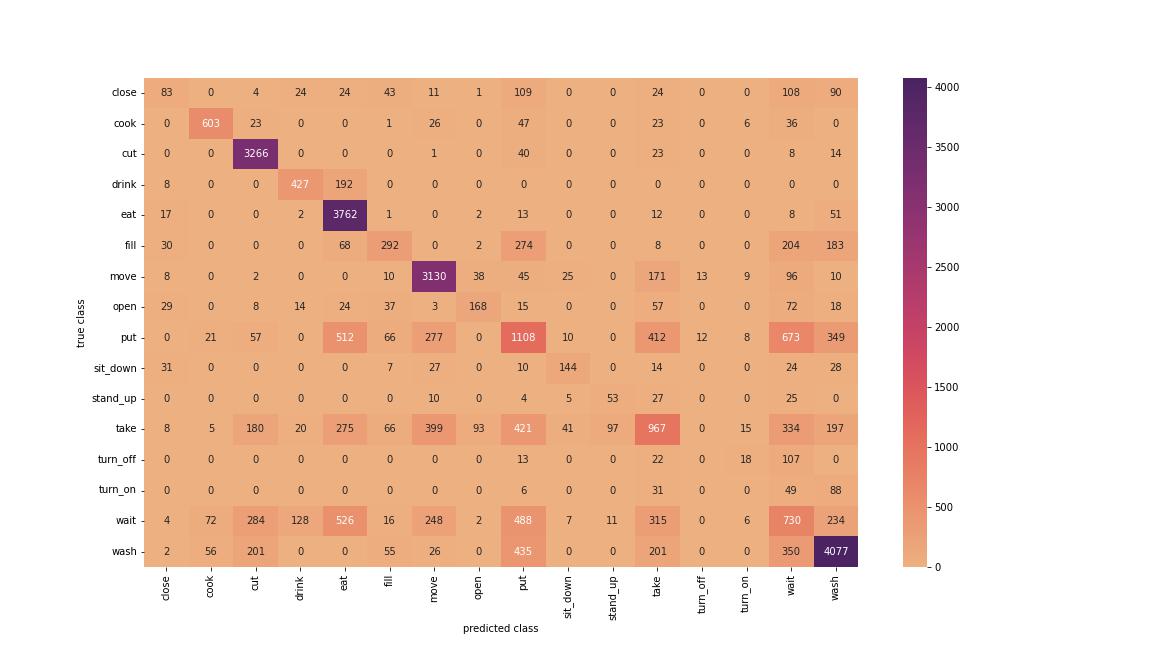 close 83 0 4 24 24 43 11 1 109 0 0 24 0 0 108 90
cook 0 603 23 0 0 1 26 0 47 0 0 23 0 6 36 0
cut 0 0 3266 0 0 0 1 0 40 0 0 23 0 0 8 14
drink 8 0 0 427 192 0 0 0 0 0 0 0 0 0 0 0
eat 17 0 0 2 3762 1 0 2 13 0 0 12 0 0 8 51
fill 30 0 0 0 68 292 0 2 274 0 0 8 0 0 204 183
move 8 0 2 0 0 10 3130 38 45 25 0 171 13 9 96 10
open 29 0 8 14 24 37 3 168 15 0 0 57 0 0 72 18
put 0 21 57 0 512 66 277 0 1108 10 0 412 12 8 673 349
sit_down 31 0 0 0 0 7 27 0 10 144 0 14 0 0 24 28
stand_up 0 0 0 0 0 0 10 0 4 5 53 27 0 0 25 0
take 8 5 180 20 275 66 399 93 421 41 97 967 0 15 334 197
turn_off 0 0 0 0 0 0 0 0 13 0 0 22 0 18 107 0
turn_on 0 0 0 0 0 0 0 0 6 0 0 31 0 0 49 88
wait 4 72 284 128 526 16 248 2 488 7 11 315 0 6 730 234
wash 2 56 201 0 0 55 26 0 435 0 0 201 0 0 350 4077
close cook cut drink eat fill move open put sit_down stand_up take turn_off turn_on wait wash
predicted class
true class
4000
3500
3000
2500
2000
1500
1000
500
0